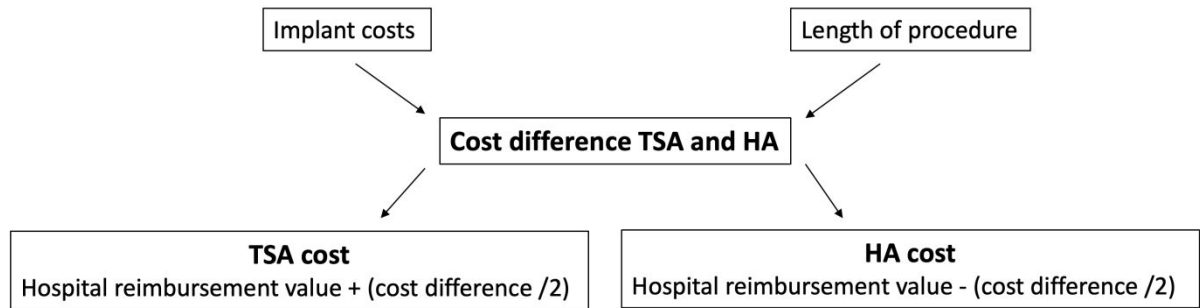 Implant costs
Length of procedure
Cost difference TSA and HA
TSA cost
Hospital reimbursement value + (cost difference /2)
HA cost
Hospital reimbursement value - (cost difference /2)